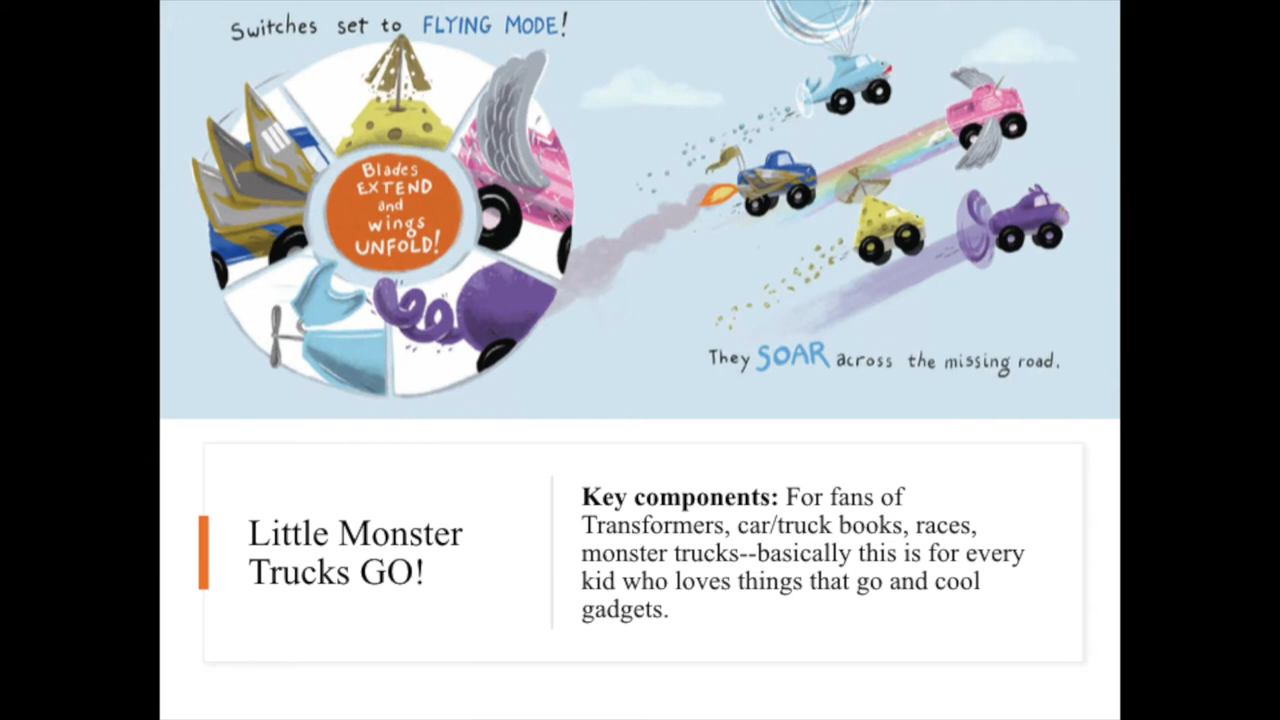 Switches set to FLYING MODE!
Blades
EXTEND
and
wings
UNFOLD!
They SOAR across the missing road.
Little Monster
Trucks GO!
Key components: For fans of
Transformers, car/truck books, races,
monster trucks--basically this is for every
kid who loves things that go and cool
gadgets.